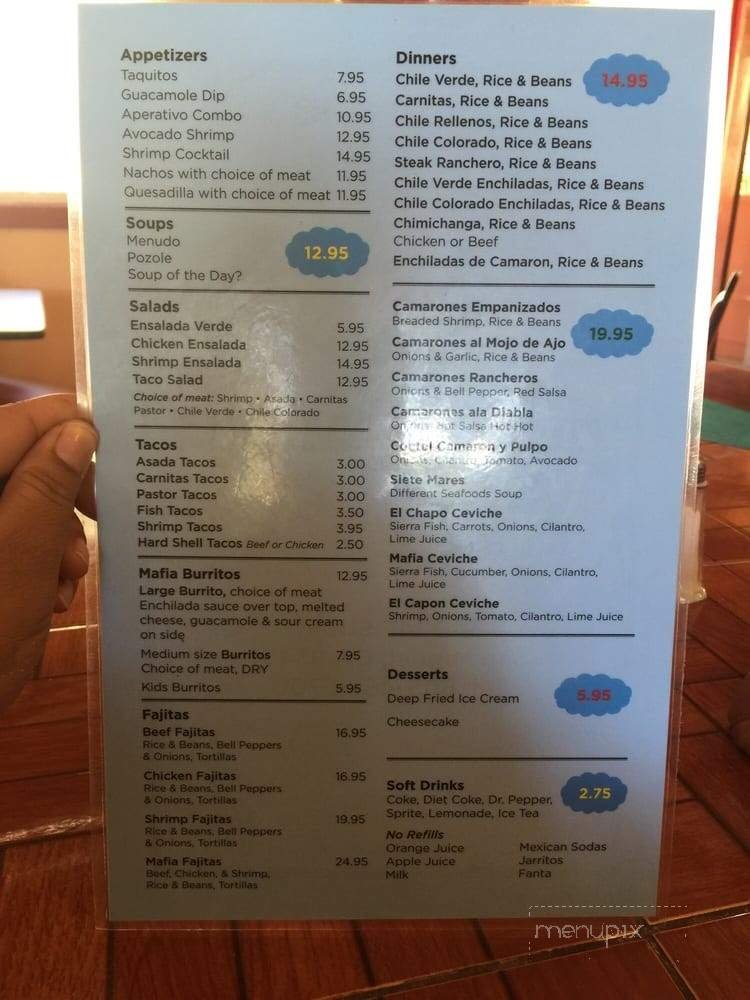 Appetizers
Taquitos 7.95
Guacamole Dip 6.95
Aperativo Combo 10.95
Avocado Shrimp 12.95
Shrimp Cocktail 14.95
Nachos with choice of meat 11.95
Quesadilla with choice of meat 11.95
Soups
Menudo
Pozole
Soup of the Day?
12.95
Salads
Ensalada Verde 5.95
Chicken Ensalada 12.95
Shrimp Ensalada 14.95
Taco Salad 12.95
Choice of meat: Shrimp • Asada • Carnitas
Pastor • Chile Verde • Chile Colorado
Tacos
Asada Tacos 3.00
Carnitas Tacos 3.00
Pastor Tacos 3.00
Fish Tacos 3.50
Shrimp Tacos 3.95
Hard Shell Tacos Beef or Chicken 2.50
Mafia Burritos 12.95
Large Burrito, choice of meat
Enchilada sauce over top, melted
cheese, guacamole & sour cream
on side
Medium size Burritos 7.95
Choice of meat, DRY
Kids Burritos 5.95
Fajitas
Beef Fajitas 16.95
Rice & Beans, Bell Peppers
& Onions, Tortillas
Chicken Fajitas 16.95
Rice & Beans, Bell Peppers
& Onions, Tortillas
Shrimp Fajitas 19.95
Rice & Beans, Bell Peppers
& Onions, Tortillas
Mafia Fajitas 24.95
Beef, Chicken, & Shrimp,
Rice & Beans, Tortillas
Dinners
14.95
Chile Verde, Rice & Beans
Carnitas, Rice & Beans
Chile Rellenos, Rice & Beans
Chile Colorado, Rice & Beans
Steak Ranchero, Rice & Beans
Chile Verde Enchiladas, Rice & Beans
Chile Colorado Enchiladas, Rice & Beans
Chimichanga, Rice & Beans
Chicken or Beef
Enchiladas de Camaron, Rice & Beans
Camarones Empanizados
Breaded Shrimp, Rice & Beans
19.95
Camarones al Mojo de Ajo
Onions & Garlic, Rice & Beans
Camarones Rancheros
Onions & Bell Pepper, Red Salsa
Camarones ala Diabla
Onions, Hot Salsa Hot Hot
Coctel Camaron y Pulpo
Onions, Cilantro, Tomato, Avocado
Siete Mares
Different Seafoods Soup
El Chapo Ceviche
Sierra Fish, Carrots, Onions, Cilantro,
Lime Juice
Mafia Ceviche
Sierra Fish, Cucumber, Onions, Cilantro,
Lime Juice
El Capon Ceviche
Shrimp, Onions, Tomato, Cilantro, Lime Juice
Desserts
Deep Fried Ice Cream
5.95
Cheesecake
Soft Drinks
Coke, Diet Coke, Dr. Pepper,
Sprite, Lemonade, Ice Tea
2.75
No Refills
Orange Juice
Apple Juice
Milk
Mexican Sodas
Jarritos
Fanta
menupix